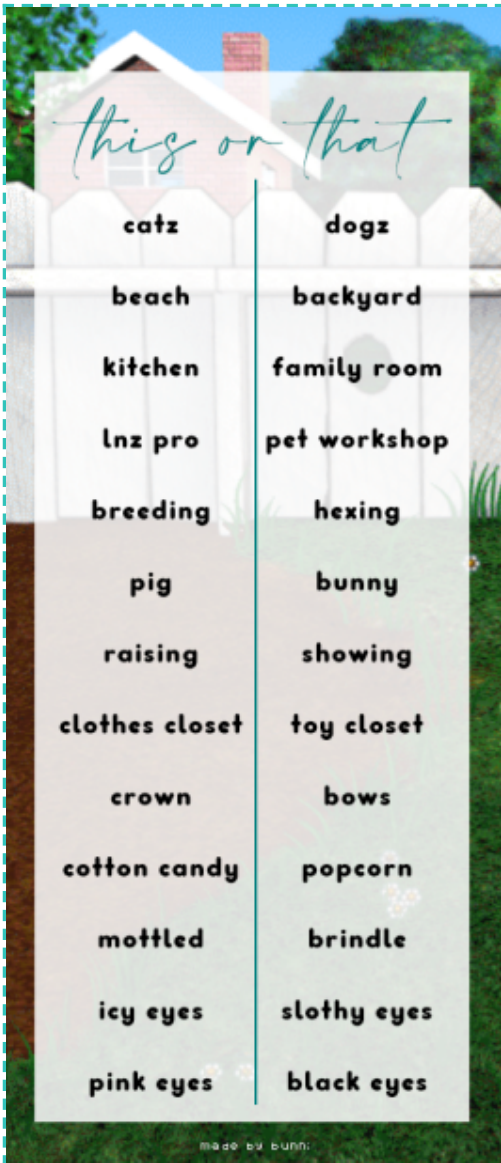 this or that
catz dogz
beach backyard
kitchen family room
lnz pro pet workshop
breeding hexing
pig bunny
raising showing
clothes closet toy closet
crown bows
cotton candy popcorn
mottled brindle
icy eyes slothy eyes
pink eyes black eyes
made by bunni